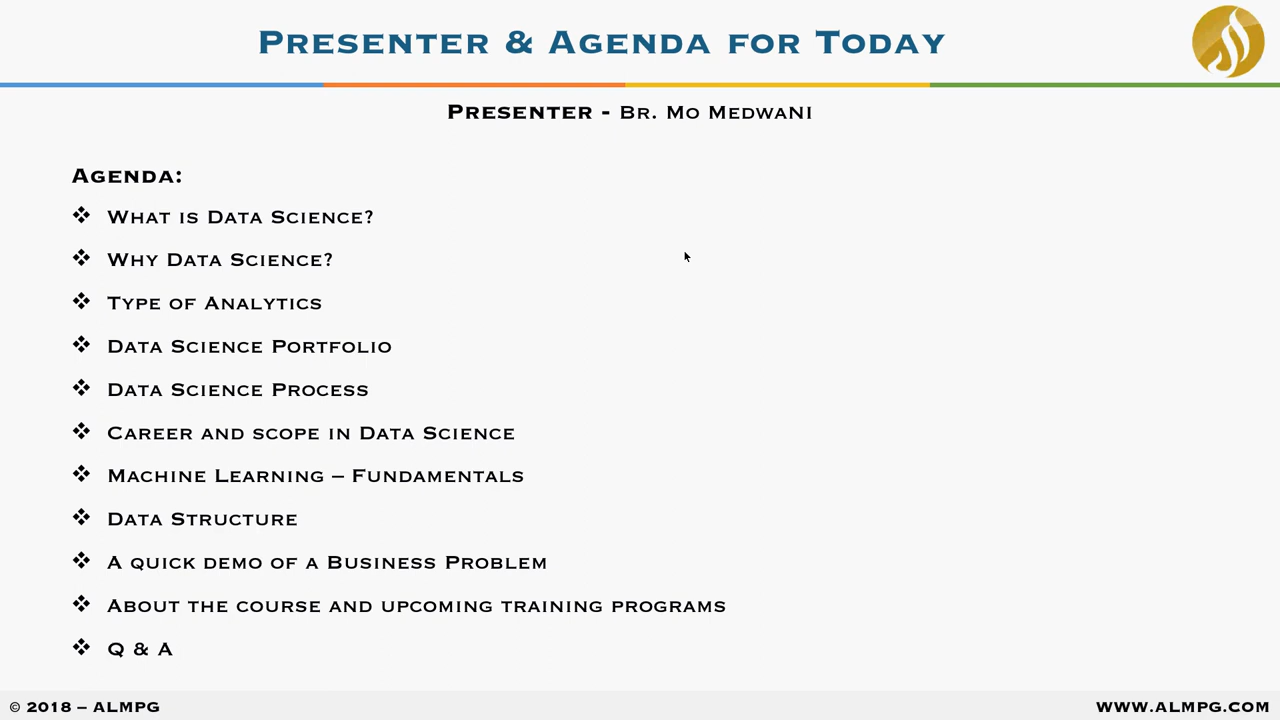 Presenter & Agenda for Today
Presenter - Br. Mo Medwani
Agenda:
❖ What is Data Science?
❖ Why Data Science?
❖ Type of Analytics
❖ Data Science Portfolio
❖ Data Science Process
❖ Career and scope in Data Science
❖ Machine Learning – Fundamentals
❖ Data Structure
❖ A quick demo of a Business Problem
❖ About the course and upcoming training programs
❖ Q & A
© 2018 – ALMPG
www.almpg.com